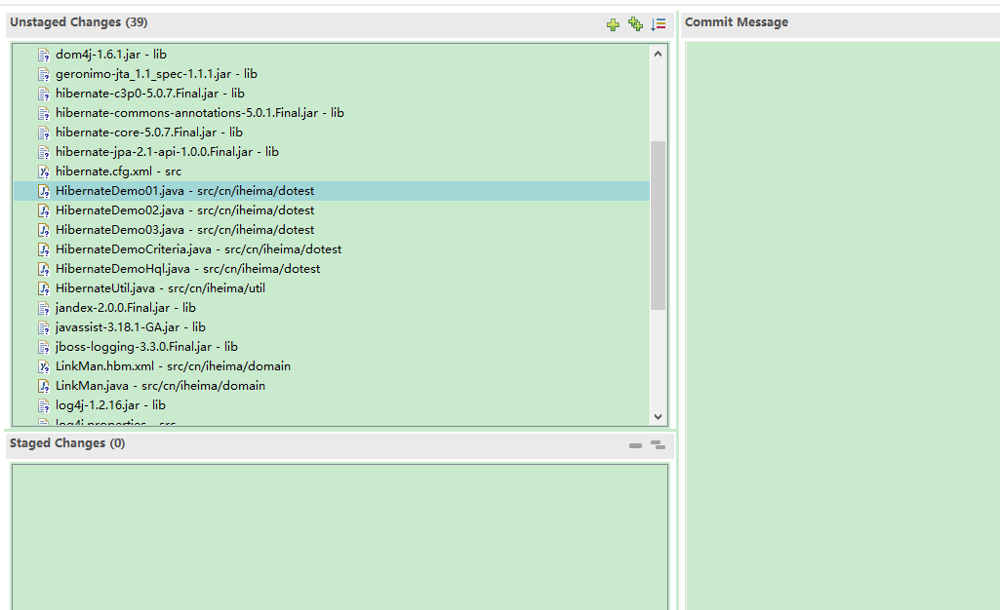 Unstaged Changes (39)
dom4j-1.6.1.jar - lib
geronimo-jta_1.1_spec-1.1.1.jar - lib
hibernate-c3p0-5.0.7.Final.jar - lib
hibernate-commons-annotations-5.0.1.Final.jar - lib
hibernate-core-5.0.7.Final.jar - lib
hibernate-jpa-2.1-api-1.0.0.Final.jar - lib
hibernate.cfg.xml - src
HibernateDemo01.java - src/cn/iheima/dotest
HibernateDemo02.java - src/cn/iheima/dotest
HibernateDemo03.java - src/cn/iheima/dotest
HibernateDemoCriteria.java - src/cn/iheima/dotest
HibernateDemoHql.java - src/cn/iheima/dotest
HibernateUtil.java - src/cn/iheima/util
jandex-2.0.0.Final.jar - lib
javassist-3.18.1-GA.jar - lib
jboss-logging-3.3.0.Final.jar - lib
LinkMan.hbm.xml - src/cn/iheima/domain
LinkMan.java - src/cn/iheima/domain
log4j-1.2.16.jar - lib
log4j.properties - src
Staged Changes (0)
Commit Message